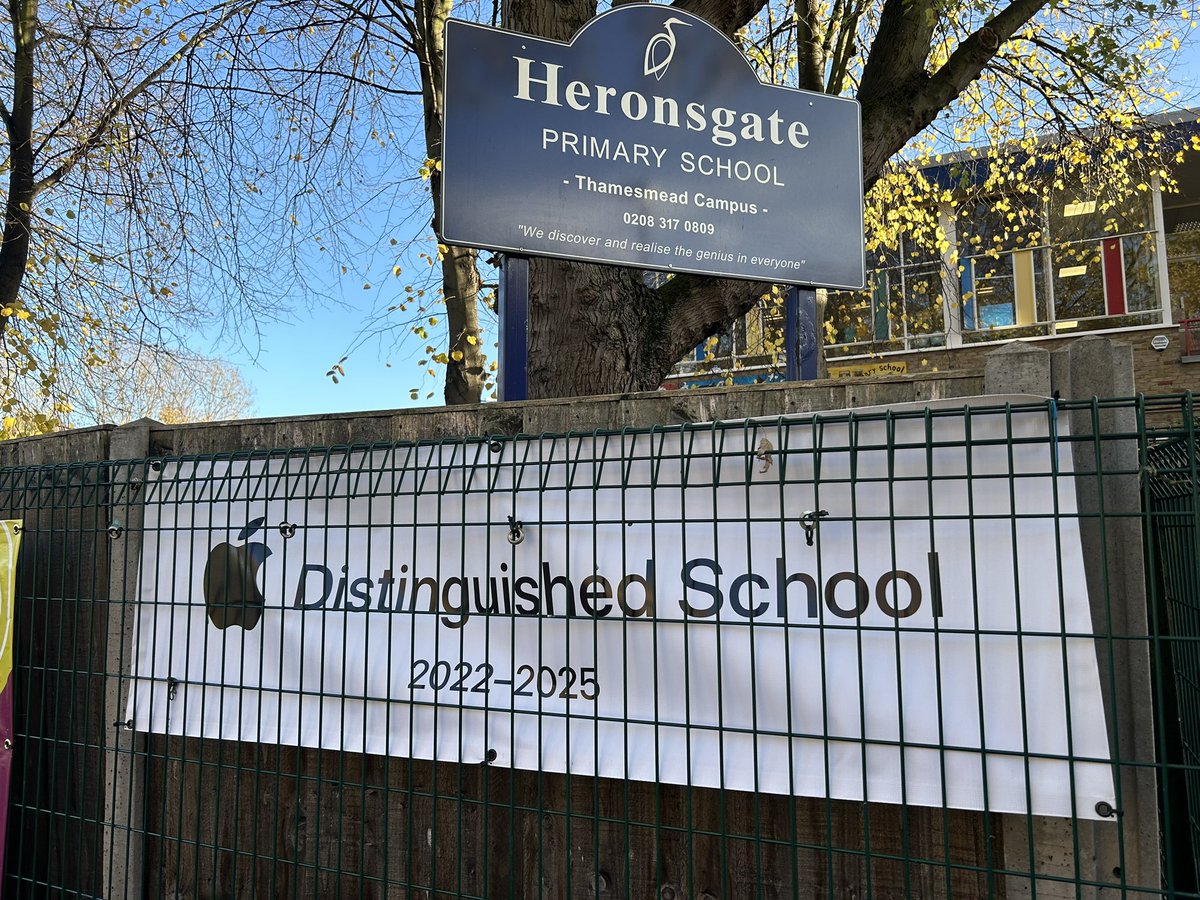 Heronsgate
PRIMARY SCHOOL
- Thamesmead Campus -
0208 317 0809
"We discover and realise the genius in everyone"
Distinguished School
2022–2025